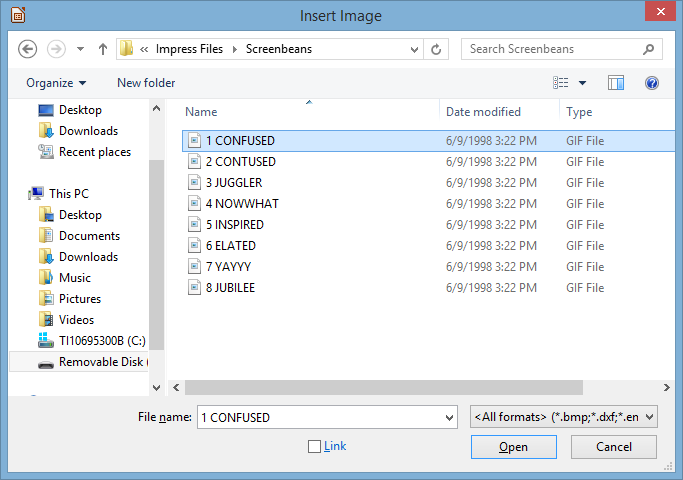 Insert Image
« Impress Files Screenbeans
Search Screenbeans
Organize New folder
Name Date modified Type
Desktop
Downloads
Recent places
This PC
Desktop
Documents
Downloads
Music
Pictures
Videos
TI10695300B (C:)
Removable Disk (
1 CONFUSED 6/9/1998 3:22 PM GIF File
2 CONTUSED 6/9/1998 3:22 PM GIF File
3 JUGGLER 6/9/1998 3:22 PM GIF File
4 NOWWHAT 6/9/1998 3:22 PM GIF File
5 INSPIRED 6/9/1998 3:22 PM GIF File
6 ELATED 6/9/1998 3:22 PM GIF File
7 YAYYY 6/9/1998 3:22 PM GIF File
8 JUBILEE 6/9/1998 3:22 PM GIF File
File name: 1 CONFUSED <All formats> (*.bmp;*.dxf;*.en
Link Open Cancel